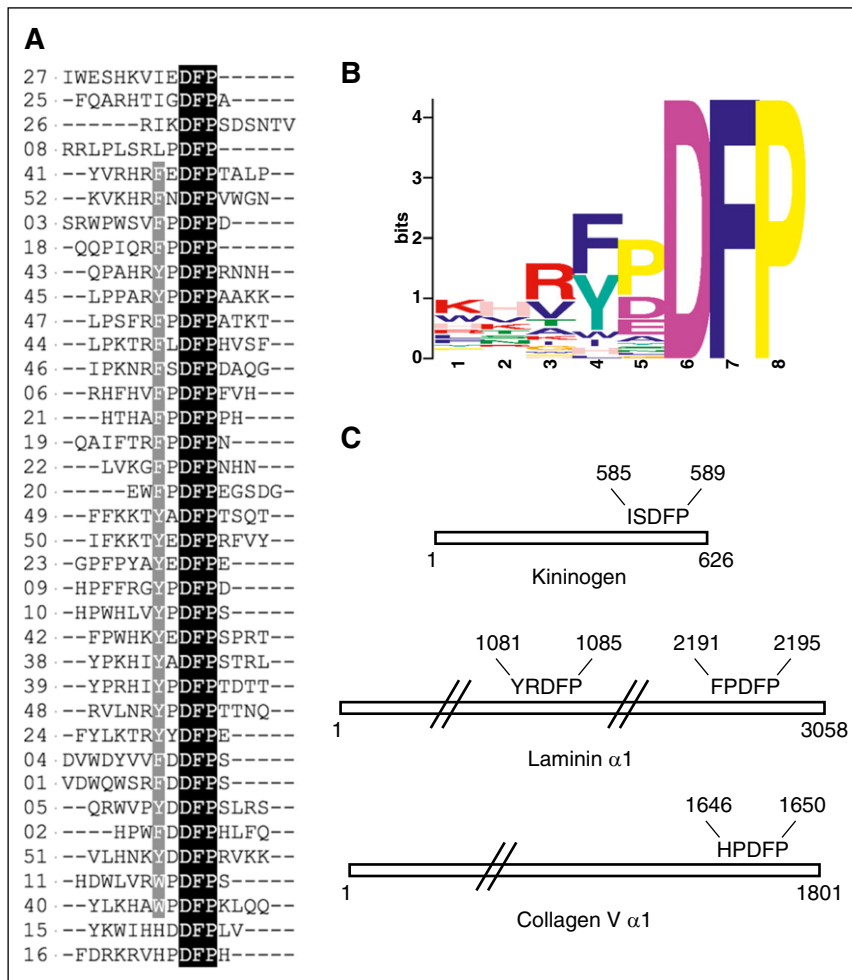 A
27 IWESHKVIEDFP------
25 -FQARHTIGDFPA-----
26 ------RIKDFPSDSNTV
08 RRLPLSRLPDFP------
41 --YVRHRFEDFPTALP--
52 --KVKHRFNDFPVWGN--
03 SRWPWSVFPDFPD-----
18 -QQPIQRFPDFP------
43 --QPAHRYPDFPRNNH--
45 --LPPARYPDFPAAKK--
47 --LPSFRFPDFPATKT--
44 --LPKTRFLDFPHVSF--
46 --IPKNRFSDFPDAQG--
06 --RHFHVFPDFPFVH---
21 ---HTHAFPDFPPH----
19 -QAIFTRFPDFPN-----
22 ---LVKGFPDFPNHN---
20 -----EWFPDFPEGSDG-
49 --FFKKTYADFPTSQT--
50 --IFKKTYEDFPRFVY--
23 -GPFPYAYEDFPE-----
09 -HPFFRGYPDFPD-----
10 -HPWHLVYPDFPS-----
42 --FPWHKYEDFPSPRT--
38 --YPKHIYADFPSTRL--
39 --YPRHIYPDFPTDTT--
48 --RVLNRYPDFPTTNQ--
24 -FYLKTRYYDFPE-----
04 DVWDYVVFDDFPS-----
01 VDWQWSRFDDFPS-----
05 --QRWVPYDDFPSLRS--
02 ----HPWFDDFPHLFQ--
51 --VLHNKYDDFPRVKK--
11 -HDWLVRWPDFPS-----
40 --YLKHAWPDFPKLQQ--
15 --YKWIHHDDFPLV----
16 -FDRKRVHPDFPH-----
B
bits
4
3
2
1
0
K H R V F Y P D E D F P
1 2 3 4 5 6 7 8
C
585 589
ISDFP
1 626
Kininogen
1081 1085 2191 2195
YRDFP FPDFP
1 3058
Laminin α1
1646 1650
HPDFP
1 1801
Collagen V α1